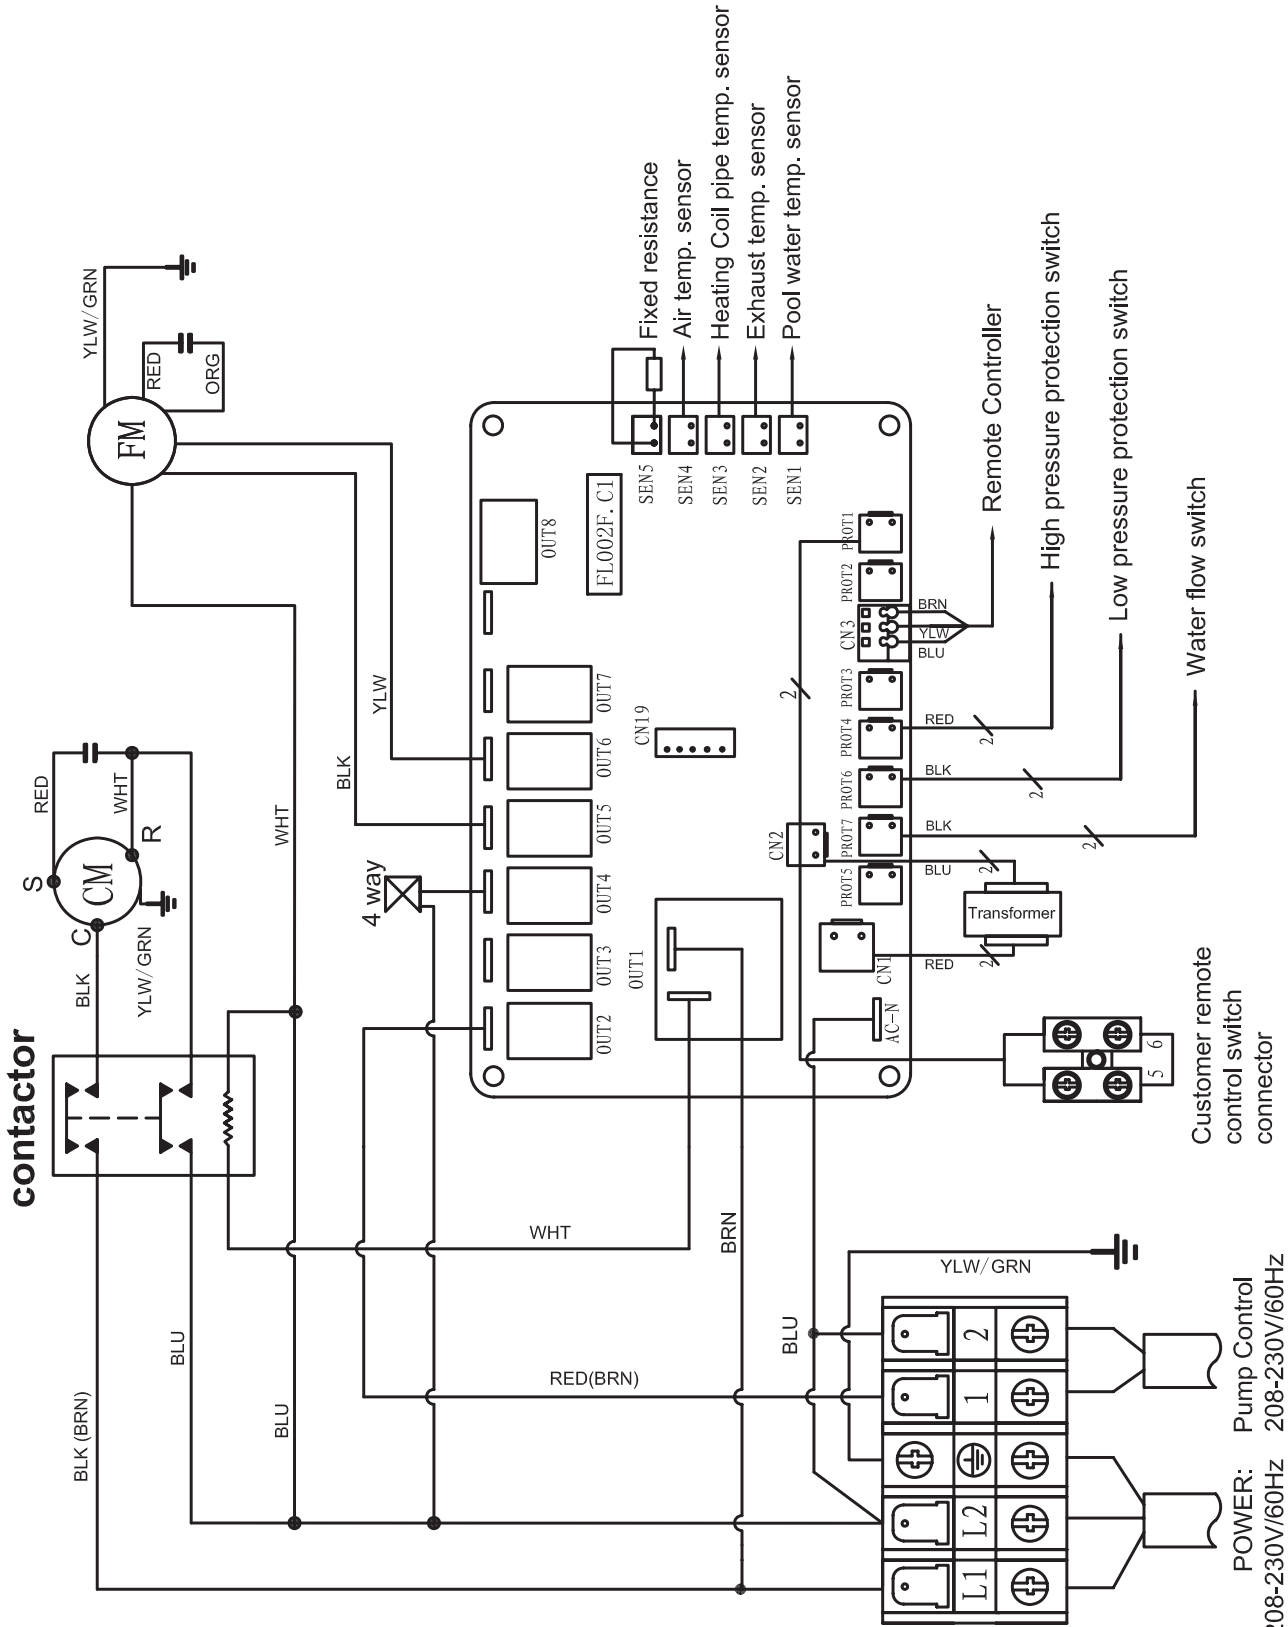 contactor
S
RED
WHT
R
CM
C
BLK
YLW/GRN
YLW/GRN
RED
ORG
FM
WHT
BLK
YLW
4 way
OUT8
FL002F.C1
OUT7
OUT6
OUT5
OUT4
OUT3
OUT2
OUT1
CN19
SEN5
SEN4
SEN3
SEN2
SEN1
Fixed resistance
Air temp. sensor
Heating Coil pipe temp. sensor
Exhaust temp. sensor
Pool water temp. sensor
PROT1
PROT2
CN3
PROT3
PROT4
PROT6
PROT7
PROT5
CN2
CN1
AC-N
2
BRN
YLW
BLU
RED
2
BLK
2
BLK
2
BLU
2
RED
2
Transformer
Remote Controller
High pressure protection switch
Low pressure protection switch
Water flow switch
5 6
Customer remote
control switch
connector
WHT
BRN
BLU
RED(BRN)
BLK(BRN)
BLU
BLU
YLW/GRN
L1
L2
1
2
POWER:
208-230V/60Hz
Pump Control
208-230V/60Hz